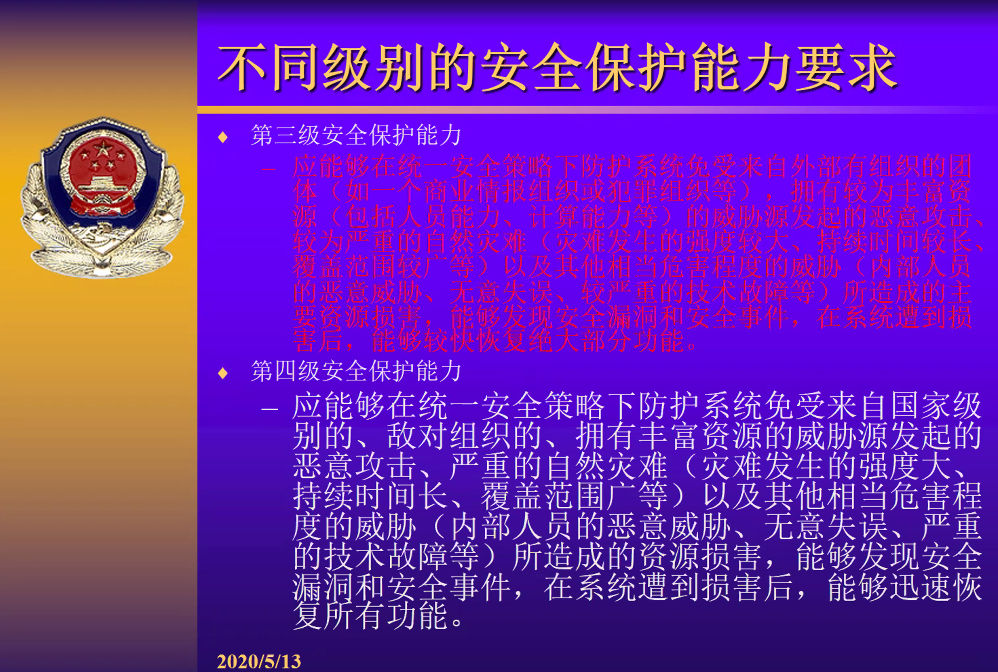 不同级别的安全保护能力要求
第三级安全保护能力
– 应能够在统一安全策略下防护系统免受来自外部有组织的团
体（如一个商业情报组织或犯罪组织等），拥有较为丰富资
源（包括人员能力、计算能力等）的威胁源发起的恶意攻击、
较为严重的自然灾难（灾难发生的强度较大、持续时间较长、
覆盖范围较广等）以及其他相当危害程度的威胁（内部人员
的恶意威胁、无意失误、较严重的技术故障等）所造成的主
要资源损害，能够发现安全漏洞和安全事件，在系统遭到损
害后，能够较快恢复绝大部分功能。
第四级安全保护能力
– 应能够在统一安全策略下防护系统免受来自国家级
别的、敌对组织的、拥有丰富资源的威胁源发起的
恶意攻击、严重的自然灾难（灾难发生的强度大、
持续时间长、覆盖范围广等）以及其他相当危害程
度的威胁（内部人员的恶意威胁、无意失误、严重
的技术故障等）所造成的资源损害，能够发现安全
漏洞和安全事件，在系统遭到损害后，能够迅速恢
复所有功能。
2020/5/13